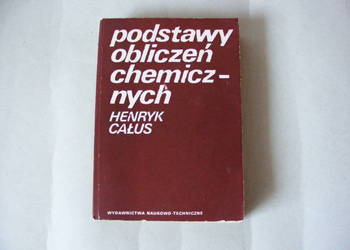 podstawy
obliczeń
chemicz-
nych
HENRYK
CAŁUS
WYDAWNICTWA NAUKOWO-TECHNICZNE